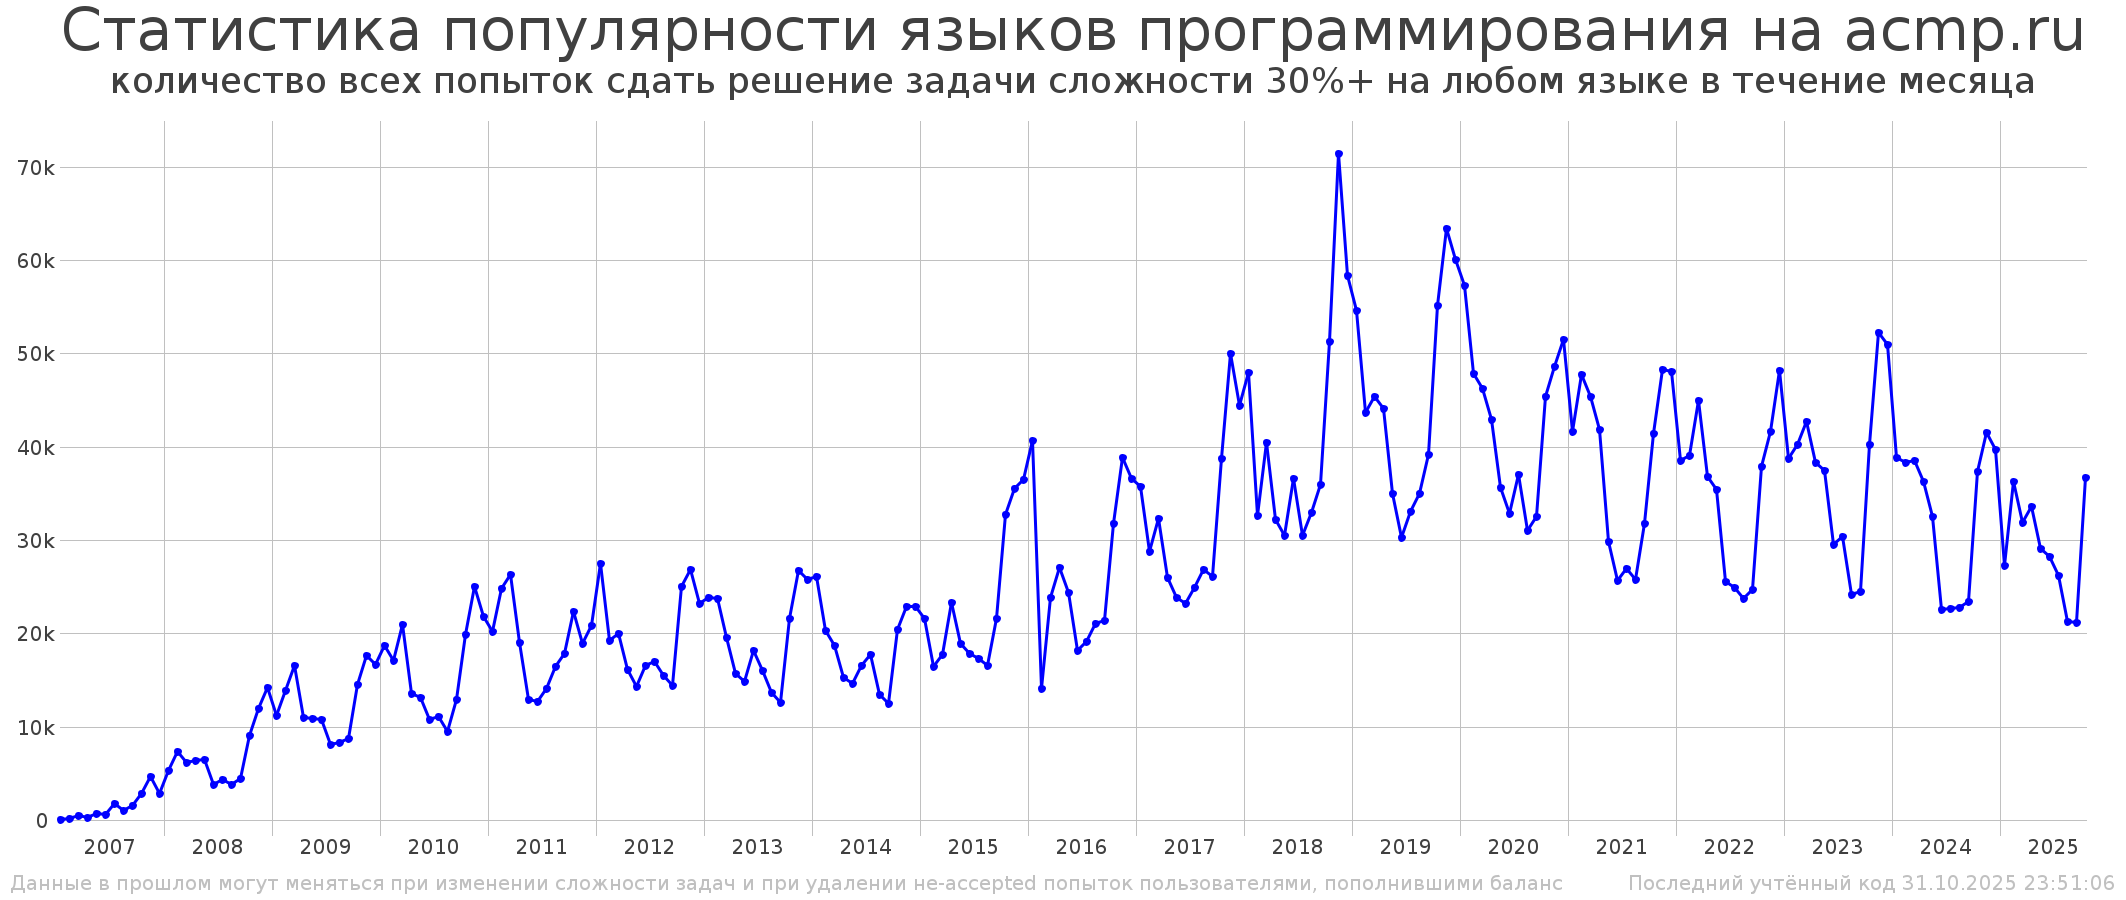 Статистика популярности языков программирования на acmp.ru
количество всех попыток сдать решение задачи сложности 30%+ на любом языке в течение месяца
70k
60k
50k
40k
30k
20k
10k
0
2007 2008 2009 2010 2011 2012 2013 2014 2015 2016 2017 2018 2019 2020 2021 2022 2023 2024 2025
Данные в прошлом могут меняться при изменении сложности задач и при удалении не-accepted попыток пользователями, пополнившими баланс Последний учтённый код 31.10.2025 23:51:06